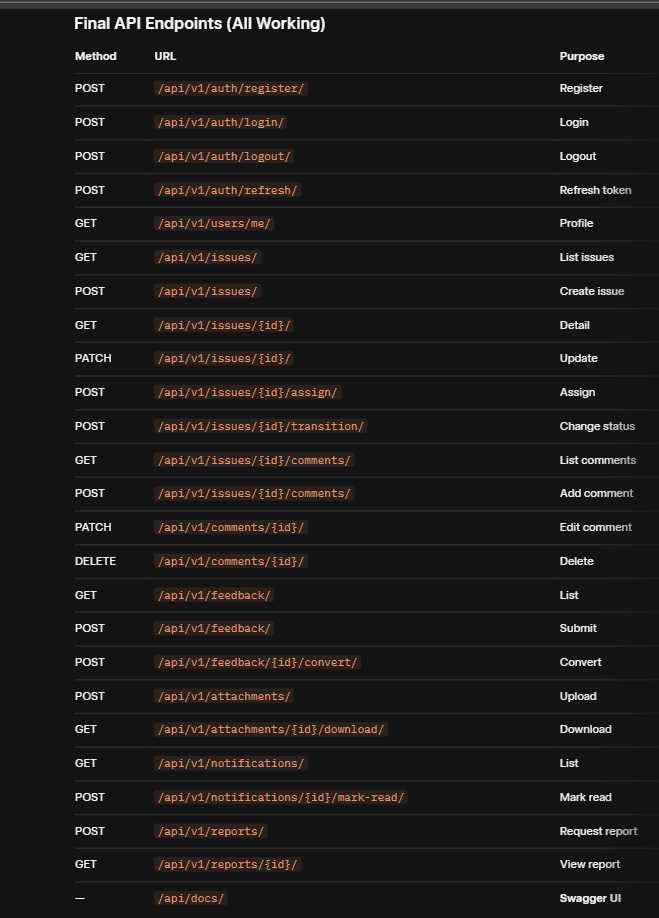 Final API Endpoints (All Working)
Method URL Purpose
POST /api/v1/auth/register/ Register
POST /api/v1/auth/login/ Login
POST /api/v1/auth/logout/ Logout
POST /api/v1/auth/refresh/ Refresh token
GET /api/v1/users/me/ Profile
GET /api/v1/issues/ List issues
POST /api/v1/issues/ Create issue
GET /api/v1/issues/{id}/ Detail
PATCH /api/v1/issues/{id}/ Update
POST /api/v1/issues/{id}/assign/ Assign
POST /api/v1/issues/{id}/transition/ Change status
GET /api/v1/issues/{id}/comments/ List comments
POST /api/v1/issues/{id}/comments/ Add comment
PATCH /api/v1/comments/{id}/ Edit comment
DELETE /api/v1/comments/{id}/ Delete
GET /api/v1/feedback/ List
POST /api/v1/feedback/ Submit
POST /api/v1/feedback/{id}/convert/ Convert
POST /api/v1/attachments/ Upload
GET /api/v1/attachments/{id}/download/ Download
GET /api/v1/notifications/ List
POST /api/v1/notifications/{id}/mark-read/ Mark read
POST /api/v1/reports/ Request report
GET /api/v1/reports/{id}/ View report
— /api/docs/ Swagger UI